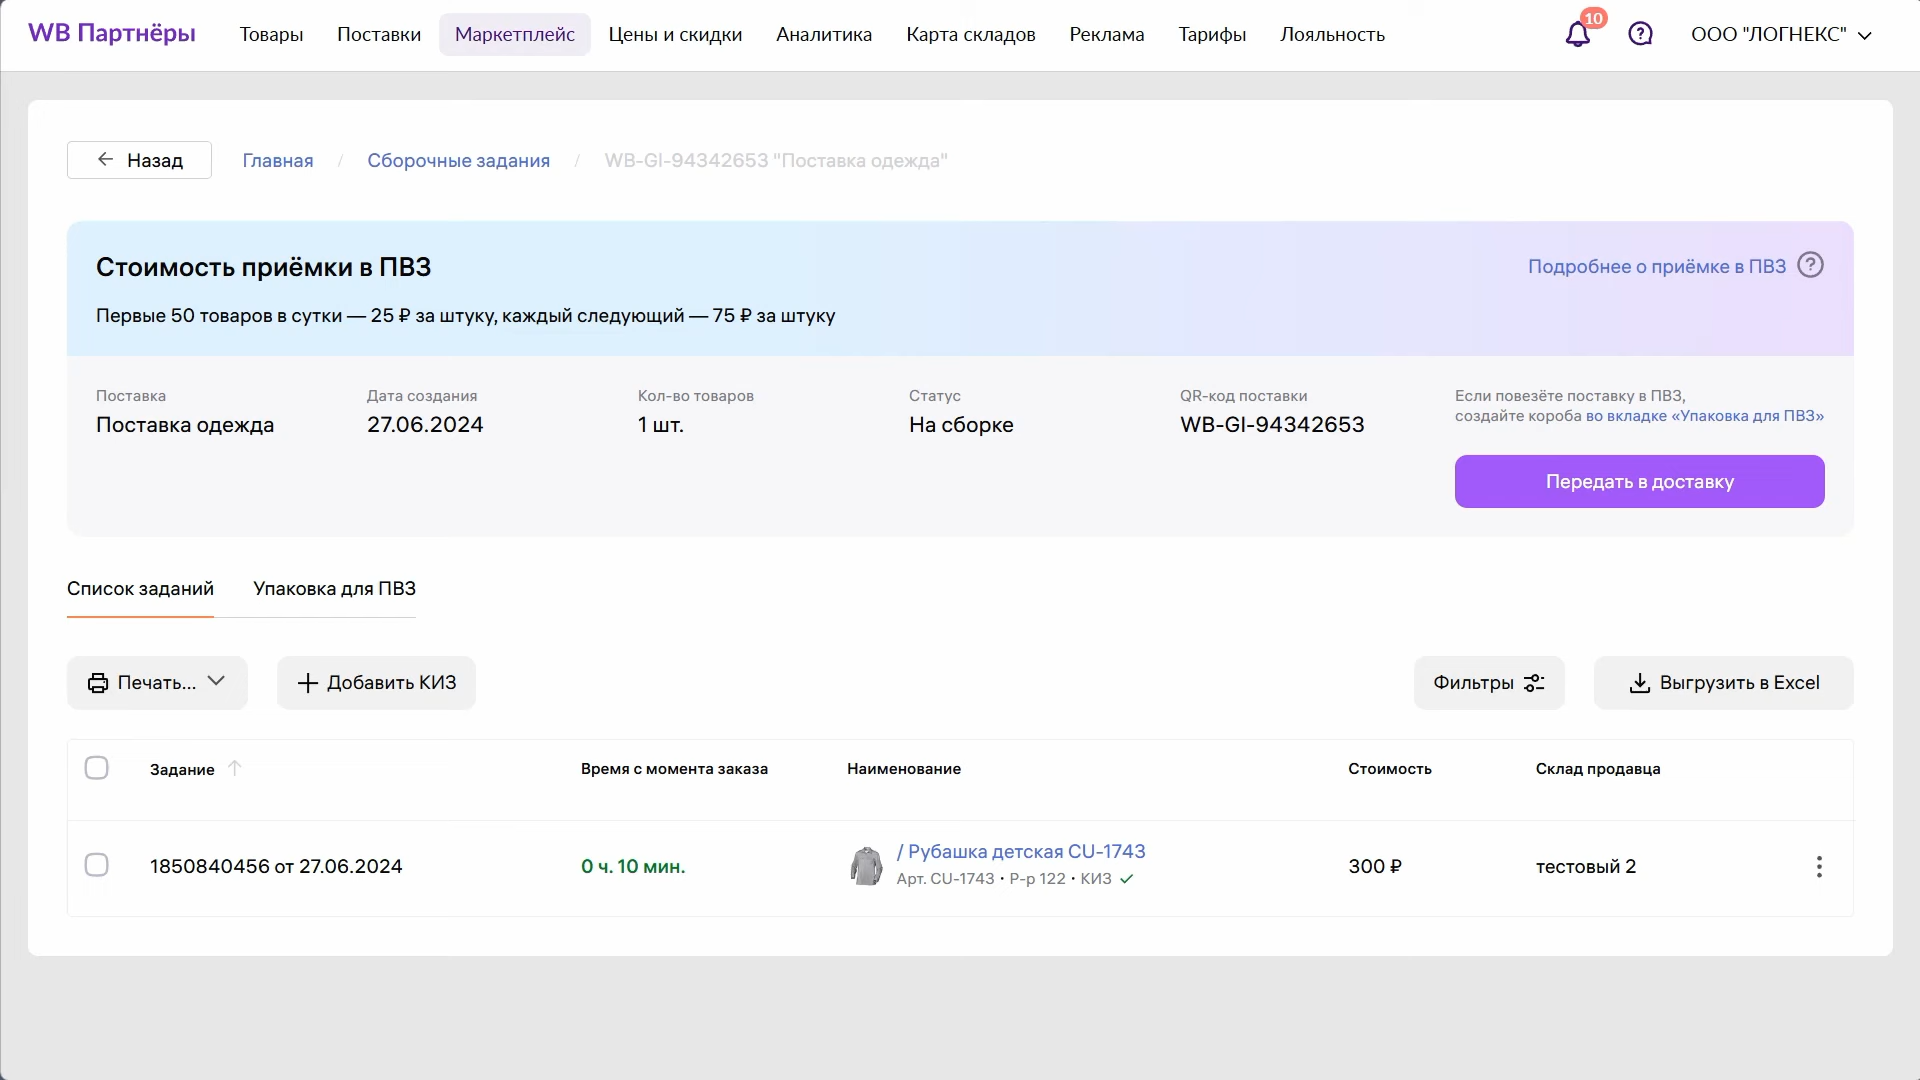 WB Партнёры
Товары
Поставки
Маркетплейс
Цены и скидки
Аналитика
Карта складов
Реклама
Тарифы
Лояльность
10
ООО "ЛОГНЕКС"
← Назад
Главная / Сборочные задания / WB-GI-94342653 "Поставка одежда"
Стоимость приёмки в ПВЗ
Подробнее о приёмке в ПВЗ
Первые 50 товаров в сутки — 25 ₽ за штуку, каждый следующий — 75 ₽ за штуку
Поставка
Поставка одежда
Дата создания
27.06.2024
Кол-во товаров
1 шт.
Статус
На сборке
QR-код поставки
WB-GI-94342653
Если повезёте поставку в ПВЗ,
создайте короба во вкладке «Упаковка для ПВЗ»
Передать в доставку
Список заданий
Упаковка для ПВЗ
Печать...
Добавить КИЗ
Фильтры
Выгрузить в Excel
Задание
Время с момента заказа
Наименование
Стоимость
Склад продавца
1850840456 от 27.06.2024
0 ч. 10 мин.
/ Рубашка детская CU-1743
Арт. CU-1743 • Р-р 122 • КИЗ ✓
300 ₽
тестовый 2